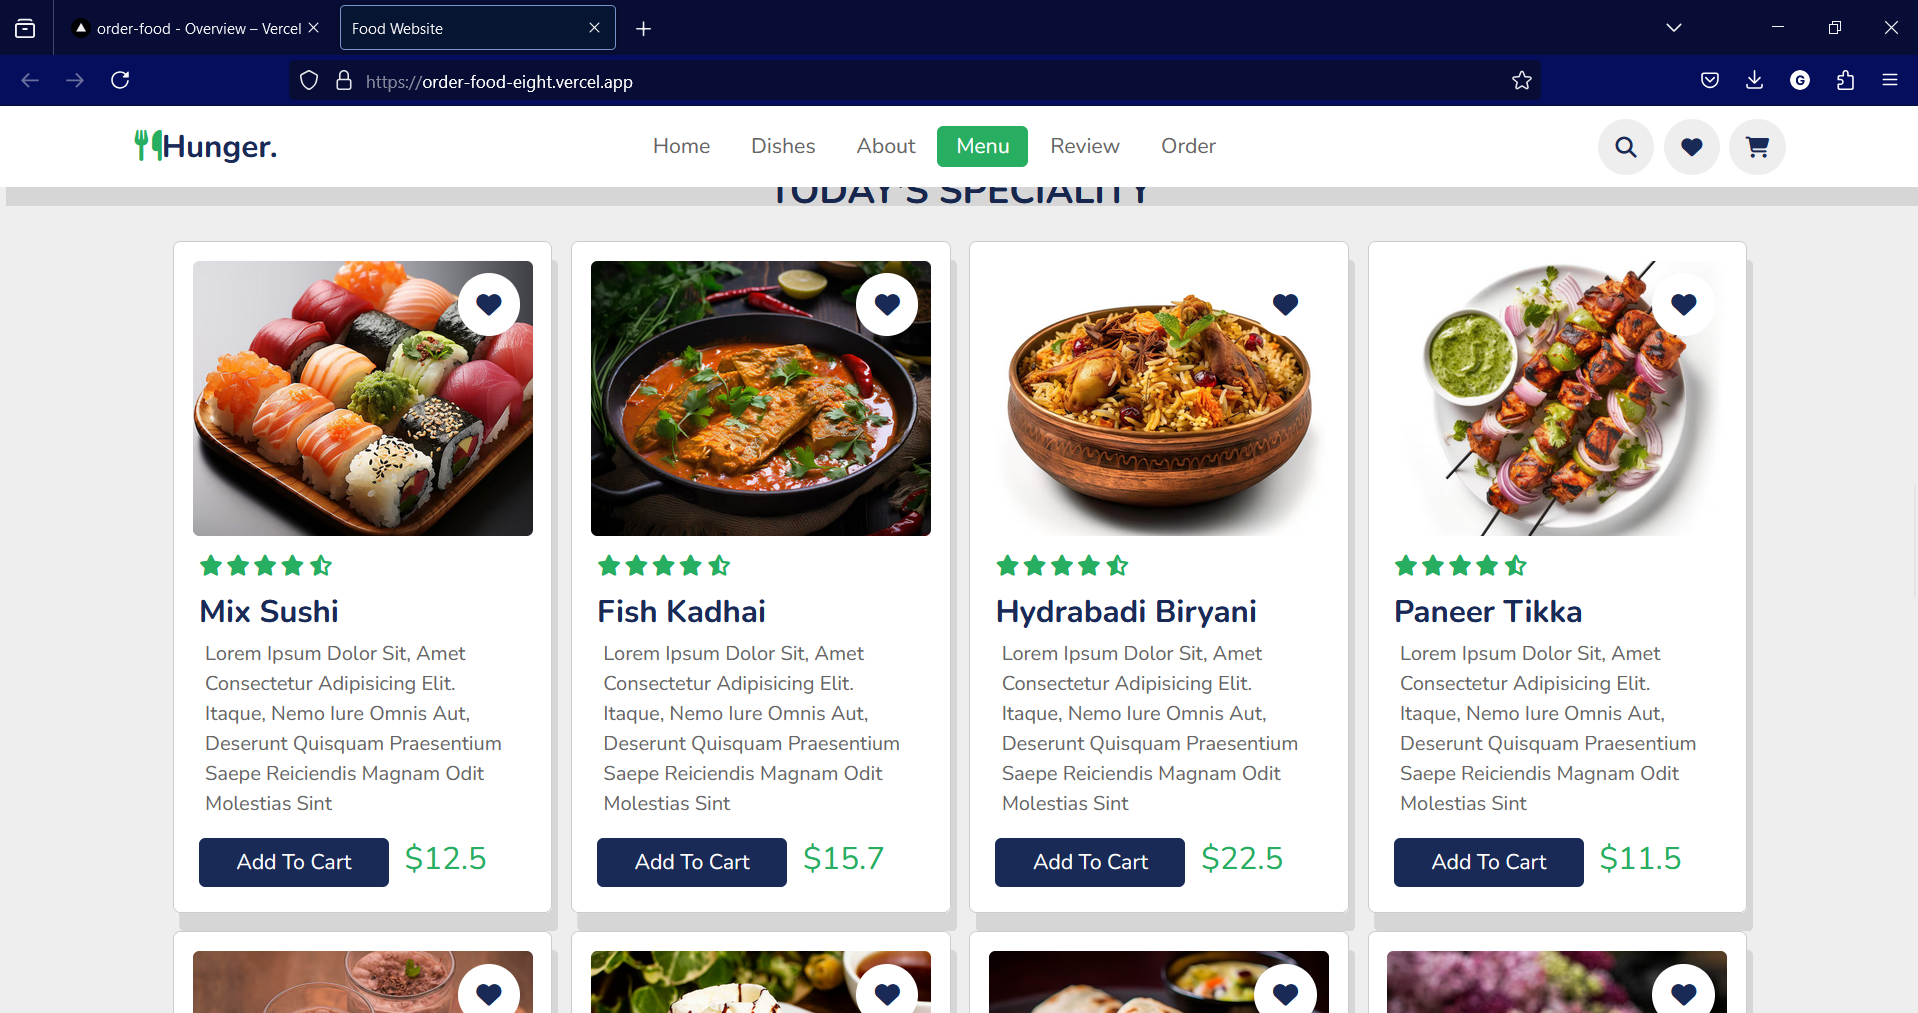 order-food - Overview – Vercel
Food Website
https://order-food-eight.vercel.app
G
Hunger.
Home
Dishes
About
Menu
Review
Order
TODAY'S SPECIALITY
Mix Sushi
Lorem Ipsum Dolor Sit, Amet
Consectetur Adipisicing Elit.
Itaque, Nemo Iure Omnis Aut,
Deserunt Quisquam Praesentium
Saepe Reiciendis Magnam Odit
Molestias Sint
Add To Cart
$12.5
Fish Kadhai
Lorem Ipsum Dolor Sit, Amet
Consectetur Adipisicing Elit.
Itaque, Nemo Iure Omnis Aut,
Deserunt Quisquam Praesentium
Saepe Reiciendis Magnam Odit
Molestias Sint
Add To Cart
$15.7
Hydrabadi Biryani
Lorem Ipsum Dolor Sit, Amet
Consectetur Adipisicing Elit.
Itaque, Nemo Iure Omnis Aut,
Deserunt Quisquam Praesentium
Saepe Reiciendis Magnam Odit
Molestias Sint
Add To Cart
$22.5
Paneer Tikka
Lorem Ipsum Dolor Sit, Amet
Consectetur Adipisicing Elit.
Itaque, Nemo Iure Omnis Aut,
Deserunt Quisquam Praesentium
Saepe Reiciendis Magnam Odit
Molestias Sint
Add To Cart
$11.5